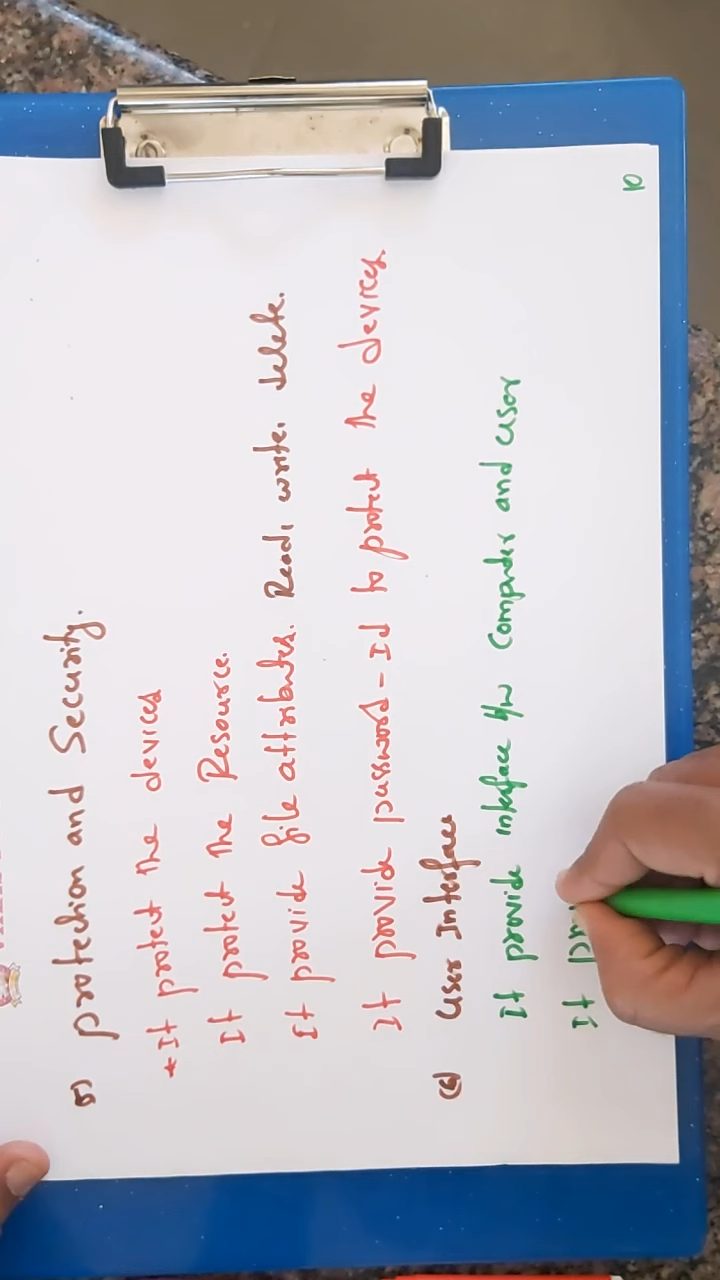 5) protection and Security.
* It protect the devices
It protect the Resource.
It provide file attributes. Read, write. delete.
It provide password - Id to protect the devices
(6) User Interface
It provide interface b/w Computer and user
It pro
10